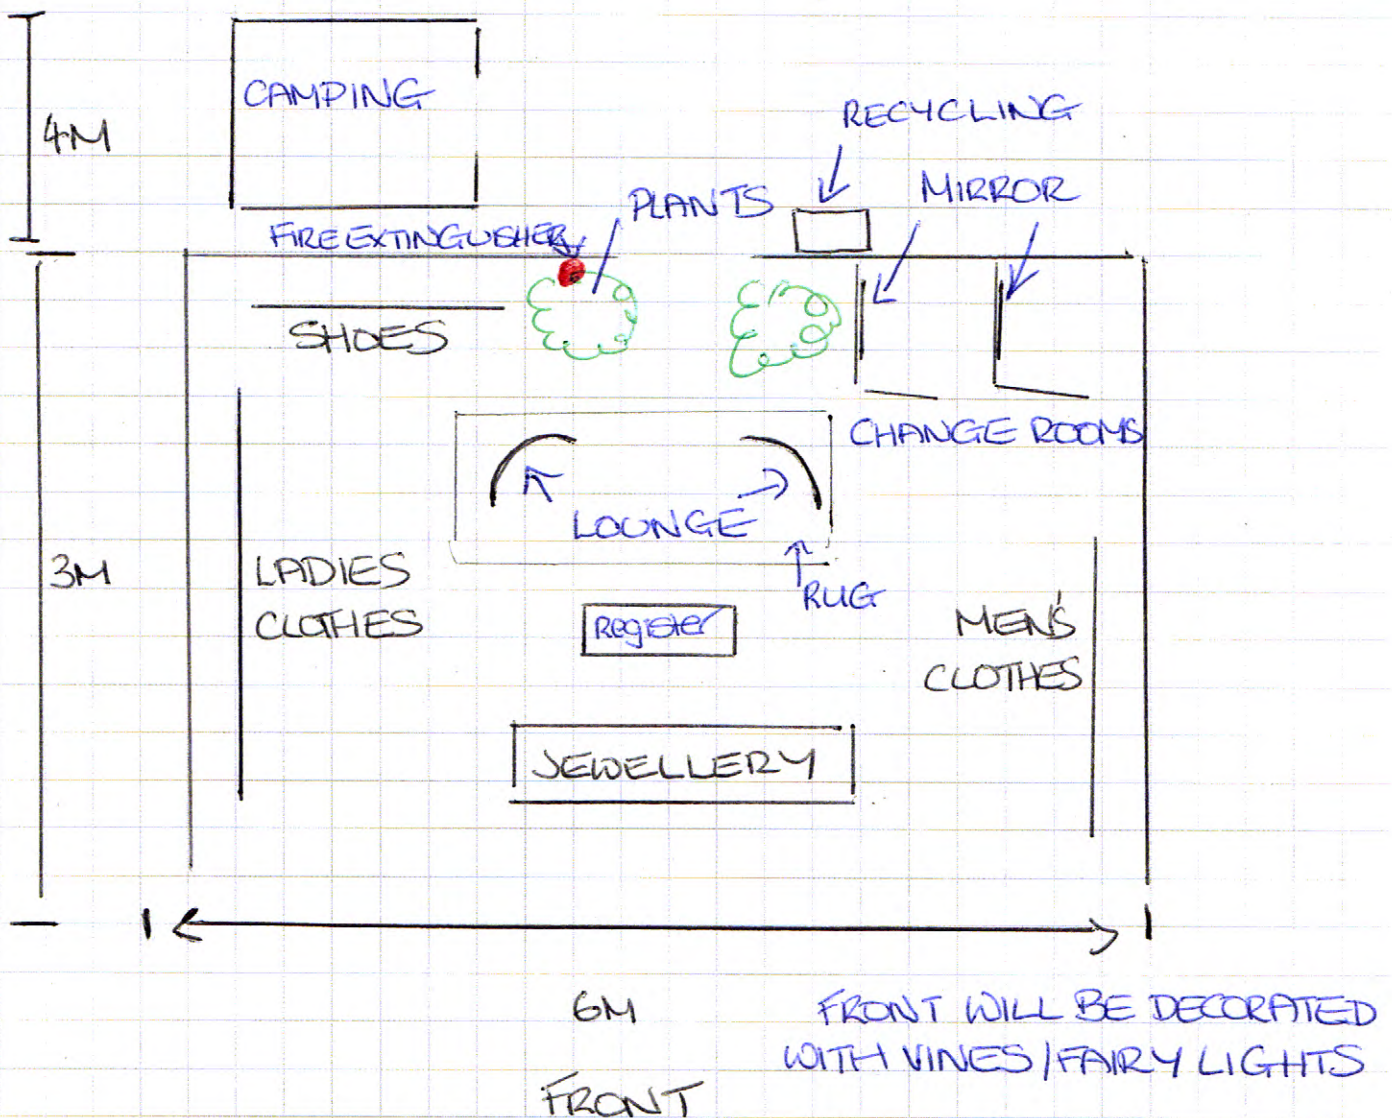 CAMPING
4M
RECYCLING
MIRROR
PLANTS
FIRE EXTINGUISHER
SHOES
CHANGE ROOMS
LOUNGE
3M
LADIES
CLOTHES
RUG
Register
MEN'S
CLOTHES
JEWELLERY
6M
FRONT WILL BE DECORATED
WITH VINES/FAIRY LIGHTS
FRONT